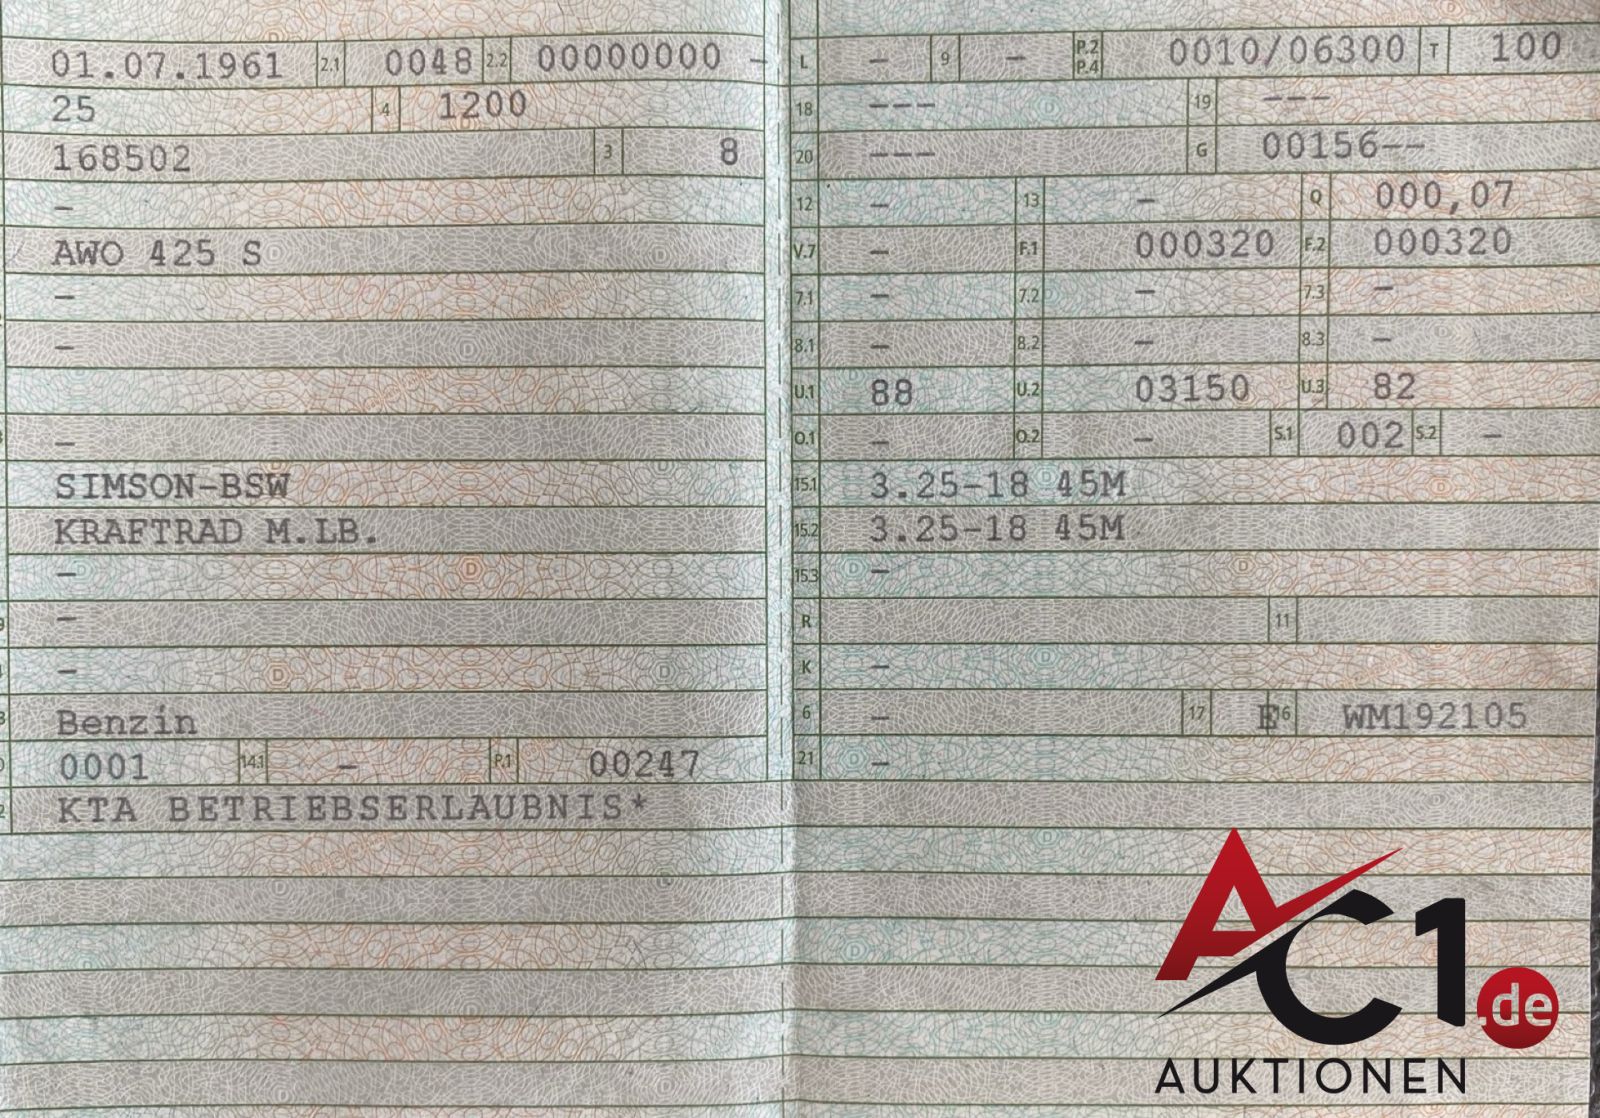 01.07.1961 2.1 0048 2.2 00000000 -
25 4 1200
168502 3 8
-
AWO 425 S
-
-
-
SIMSON-BSW
KRAFTRAD M.LB.
-
-
-
Benzin
0001 14.1 - P.1 00247
KTA BETRIEBSERLAUBNIS*
L - 9 - P.2 P.4 0010/06300 T 100
18 --- 19 ---
20 --- G 00156--
12 - 13 - Q 000,07
V.7 - F.1 000320 F.2 000320
7.1 - 7.2 - 7.3 -
8.1 - 8.2 - 8.3 -
U.1 88 U.2 03150 U.3 82
O.1 - O.2 - S.1 002 S.2 -
15.1 3.25-18 45M
15.2 3.25-18 45M
15.3 -
R 11
K -
6 - 17 E 16 WM192105
21 -
AC1.de
AUKTIONEN